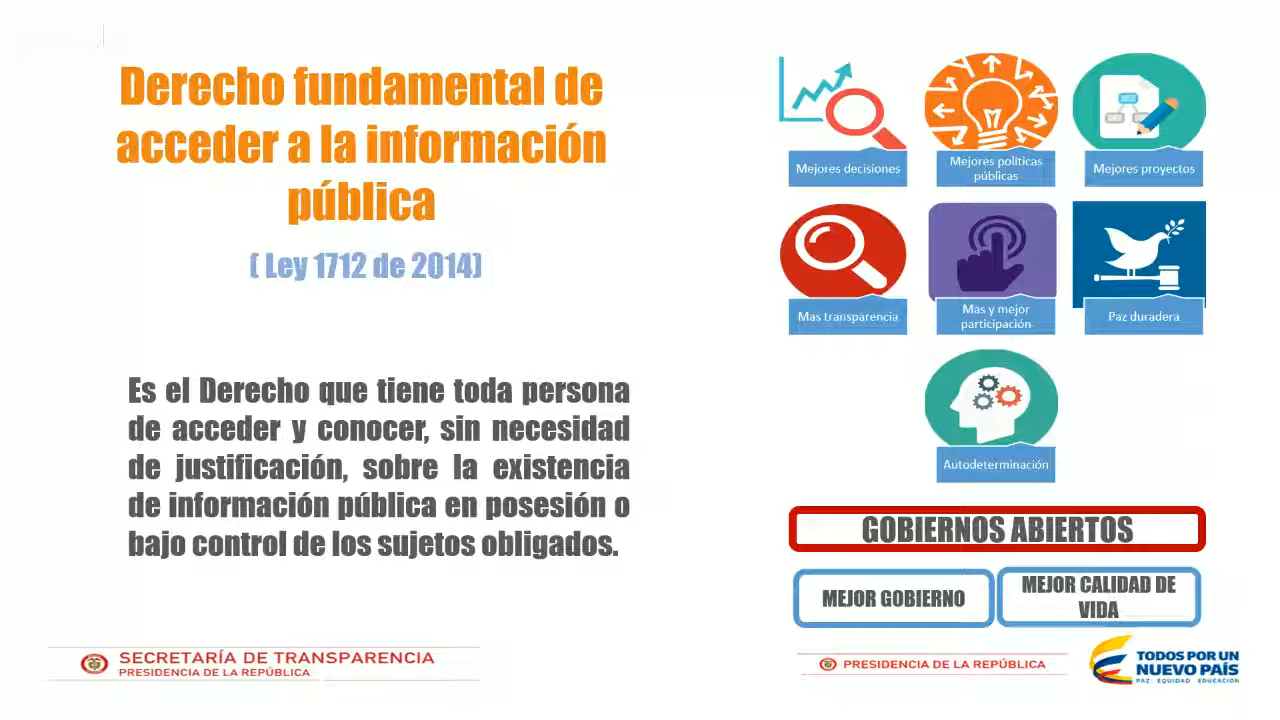 Derecho fundamental de
acceder a la información
pública
( Ley 1712 de 2014)
Es el Derecho que tiene toda persona
de acceder y conocer, sin necesidad
de justificación, sobre la existencia
de información pública en posesión o
bajo control de los sujetos obligados.
SECRETARÍA DE TRANSPARENCIA
PRESIDENCIA DE LA REPÚBLICA
Mejores decisiones
Mejores políticas
públicas
Mejores proyectos
Mas transparencia
Mas y mejor
participación
Paz duradera
Autodeterminación
GOBIERNOS ABIERTOS
MEJOR GOBIERNO
MEJOR CALIDAD DE
VIDA
PRESIDENCIA DE LA REPÚBLICA
TODOS POR UN
NUEVO PAÍS
PAZ EQUIDAD EDUCACIÓN